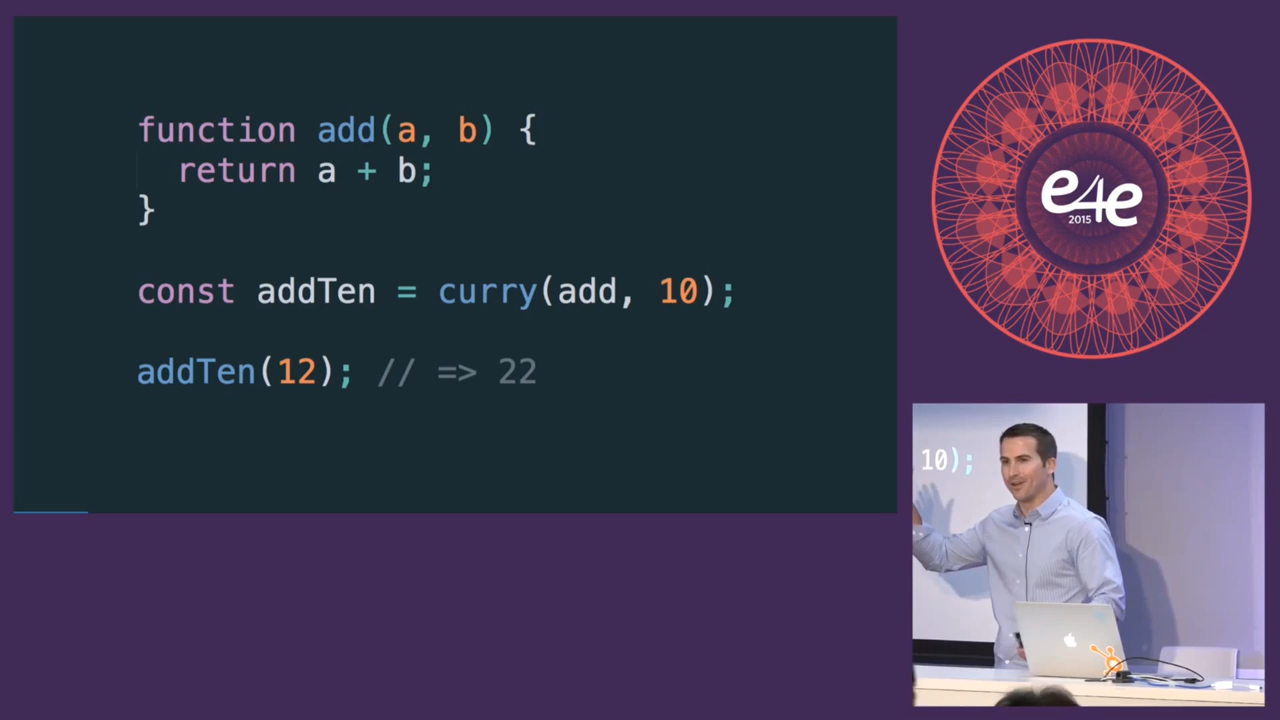 function add(a, b) {
  return a + b;
}
const addTen = curry(add, 10);
addTen(12); // => 22
e4e
2015
10);